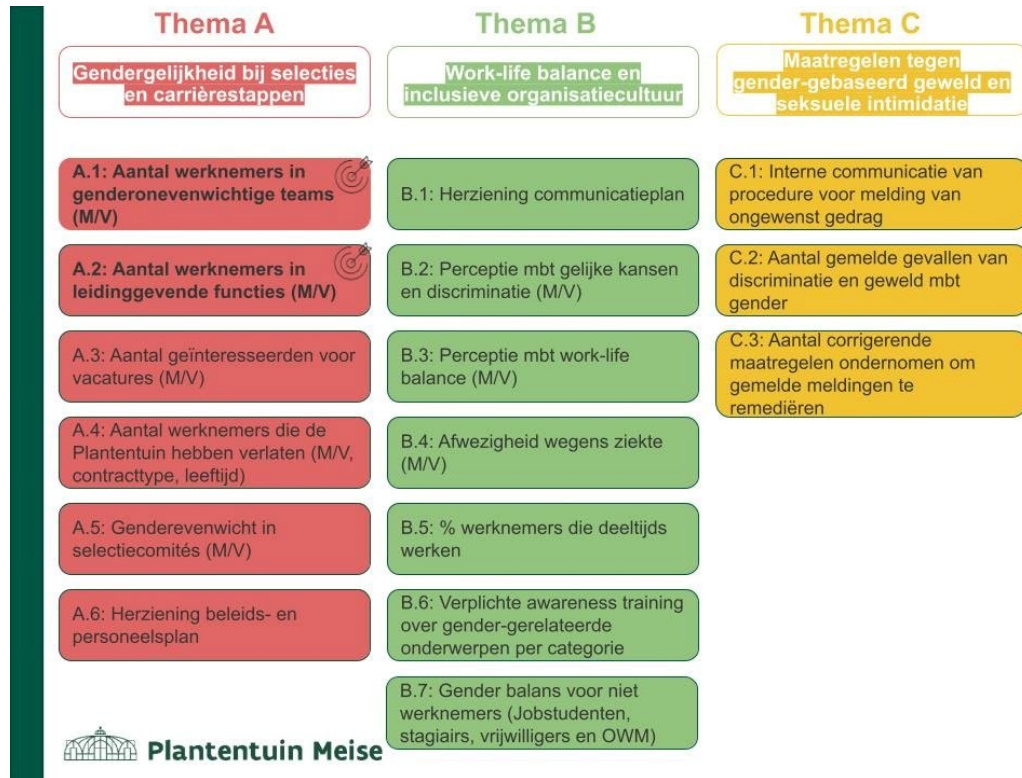 Thema A
Gendergelijkheid bij selecties
en carrièrestappen
A.1: Aantal werknemers in
genderonevenwichtige teams
(M/V)
A.2: Aantal werknemers in
leidinggevende functies (M/V)
A.3: Aantal geïnteresseerden voor
vacatures (M/V)
A.4: Aantal werknemers die de
Plantentuin hebben verlaten (M/V,
contracttype, leeftijd)
A.5: Genderevenwicht in
selectiecomités (M/V)
A.6: Herziening beleids- en
personeelsplan
Thema B
Work-life balance en
inclusieve organisatiecultuur
B.1: Herziening communicatieplan
B.2: Perceptie mbt gelijke kansen
en discriminatie (M/V)
B.3: Perceptie mbt work-life
balance (M/V)
B.4: Afwezigheid wegens ziekte
(M/V)
B.5: % werknemers die deeltijds
werken
B.6: Verplichte awareness training
over gender-gerelateerde
onderwerpen per categorie
B.7: Gender balans voor niet
werknemers (Jobstudenten,
stagiairs, vrijwilligers en OWM)
Thema C
Maatregelen tegen
gender-gebaseerd geweld en
seksuele intimidatie
C.1: Interne communicatie van
procedure voor melding van
ongewenst gedrag
C.2: Aantal gemelde gevallen van
discriminatie en geweld mbt
gender
C.3: Aantal corrigerende
maatregelen ondernomen om
gemelde meldingen te
remediëren
Plantentuin Meise